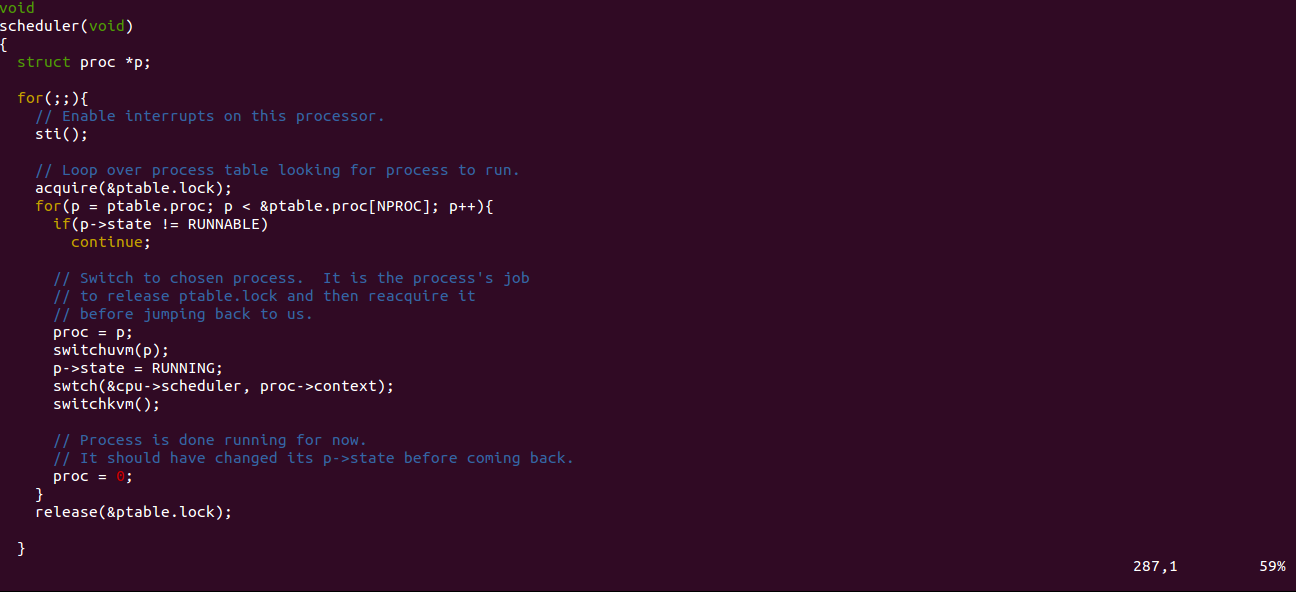 void
scheduler(void)
{
  struct proc *p;

  for(;;){
    // Enable interrupts on this processor.
    sti();

    // Loop over process table looking for process to run.
    acquire(&ptable.lock);
    for(p = ptable.proc; p < &ptable.proc[NPROC]; p++){
      if(p->state != RUNNABLE)
        continue;

      // Switch to chosen process.  It is the process's job
      // to release ptable.lock and then reacquire it
      // before jumping back to us.
      proc = p;
      switchuvm(p);
      p->state = RUNNING;
      swtch(&cpu->scheduler, proc->context);
      switchkvm();

      // Process is done running for now.
      // It should have changed its p->state before coming back.
      proc = 0;
    }
    release(&ptable.lock);

  }
287,1 59%